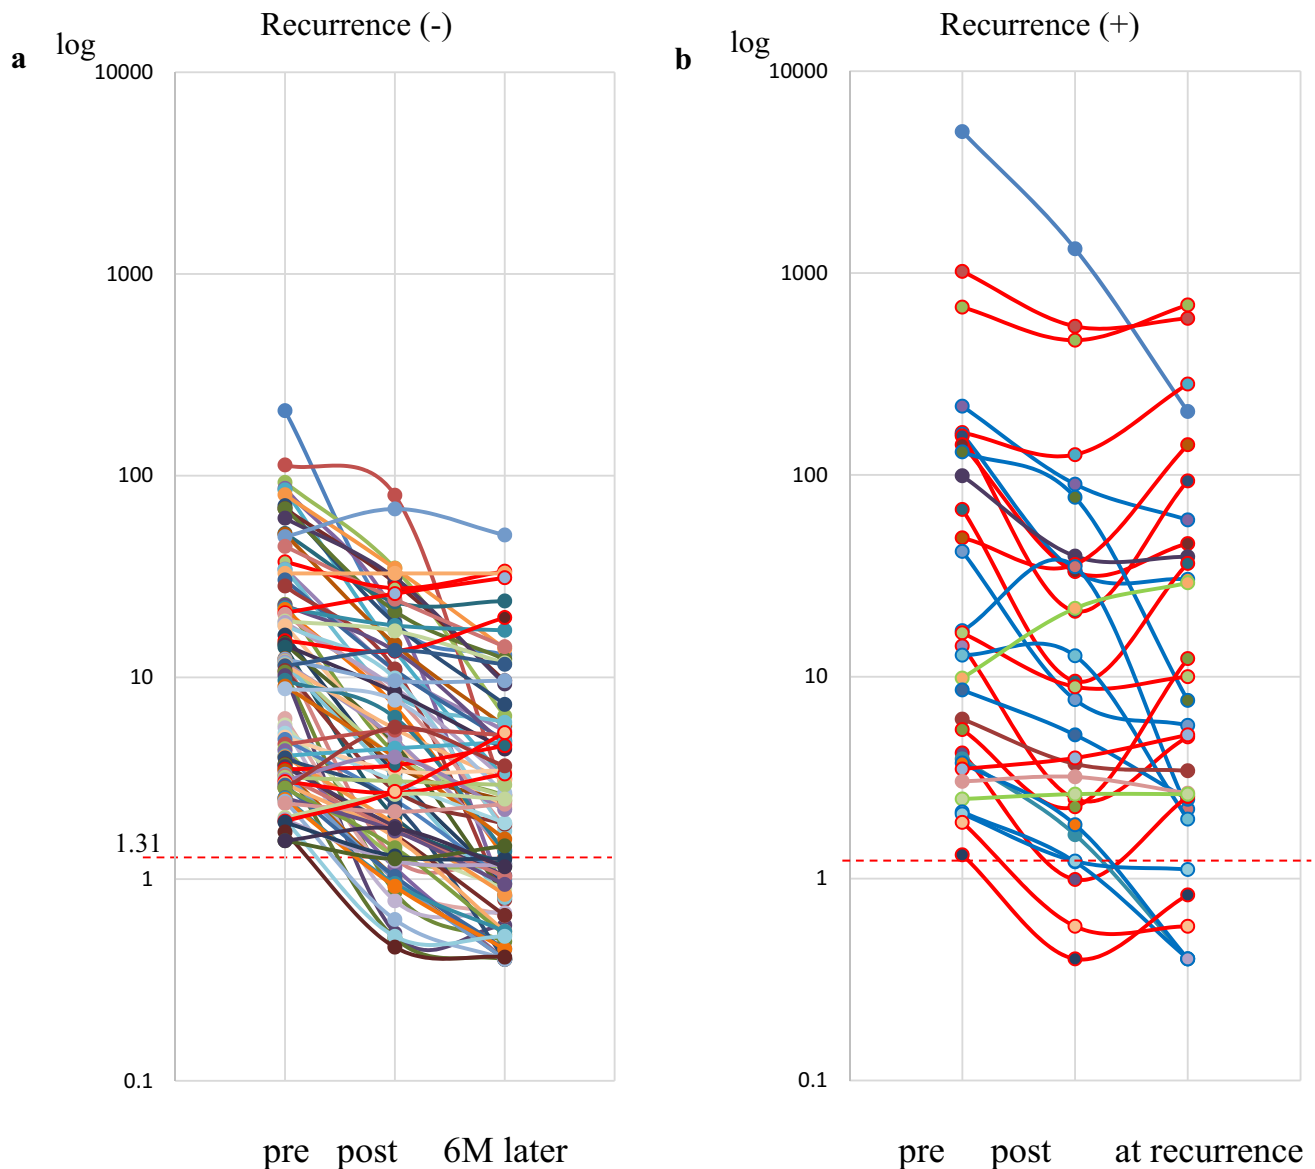 Recurrence (-)
a
log
10000
1000
100
10
1.31
1
0.1
pre
post
6M later
Recurrence (+)
b
log
10000
1000
100
10
1
0.1
pre
post
at recurrence